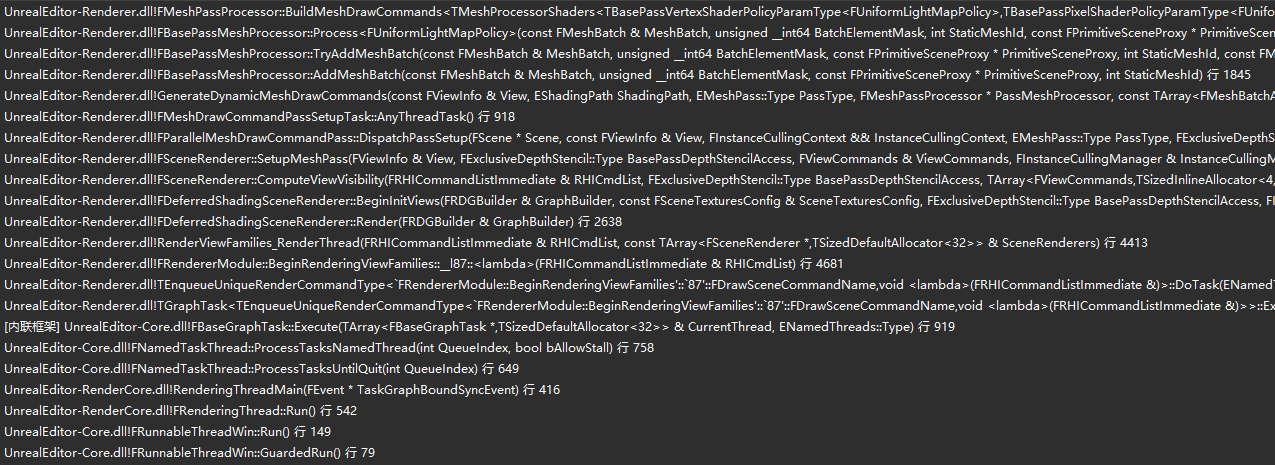 UnrealEditor-Renderer.dll!FMeshPassProcessor::BuildMeshDrawCommands<TMeshProcessorShaders<TBasePassVertexShaderPolicyParamType<FUniformLightMapPolicy>,TBasePassPixelShaderPolicyParamType<FUnifo
UnrealEditor-Renderer.dll!FBasePassMeshProcessor::Process<FUniformLightMapPolicy>(const FMeshBatch & MeshBatch, unsigned __int64 BatchElementMask, int StaticMeshId, const FPrimitiveSceneProxy * PrimitiveScen
UnrealEditor-Renderer.dll!FBasePassMeshProcessor::TryAddMeshBatch(const FMeshBatch & MeshBatch, unsigned __int64 BatchElementMask, const FPrimitiveSceneProxy * PrimitiveSceneProxy, int StaticMeshId, const FM
UnrealEditor-Renderer.dll!FBasePassMeshProcessor::AddMeshBatch(const FMeshBatch & MeshBatch, unsigned __int64 BatchElementMask, const FPrimitiveSceneProxy * PrimitiveSceneProxy, int StaticMeshId) 行 1845
UnrealEditor-Renderer.dll!GenerateDynamicMeshDrawCommands(const FViewInfo & View, EShadingPath ShadingPath, EMeshPass::Type PassType, FMeshPassProcessor * PassMeshProcessor, const TArray<FMeshBatchA
UnrealEditor-Renderer.dll!FMeshDrawCommandPassSetupTask::AnyThreadTask() 行 918
UnrealEditor-Renderer.dll!FParallelMeshDrawCommandPass::DispatchPassSetup(FScene * Scene, const FViewInfo & View, FInstanceCullingContext && InstanceCullingContext, EMeshPass::Type PassType, FExclusiveDepthS
UnrealEditor-Renderer.dll!FSceneRenderer::SetupMeshPass(FViewInfo & View, FExclusiveDepthStencil::Type BasePassDepthStencilAccess, FViewCommands & ViewCommands, FInstanceCullingManager & InstanceCullingM
UnrealEditor-Renderer.dll!FSceneRenderer::ComputeViewVisibility(FRHICommandListImmediate & RHICmdList, FExclusiveDepthStencil::Type BasePassDepthStencilAccess, TArray<FViewCommands,TSizedInlineAllocator<4,
UnrealEditor-Renderer.dll!FDeferredShadingSceneRenderer::BeginInitViews(FRDGBuilder & GraphBuilder, const FSceneTexturesConfig & SceneTexturesConfig, FExclusiveDepthStencil::Type BasePassDepthStencilAccess, FI
UnrealEditor-Renderer.dll!FDeferredShadingSceneRenderer::Render(FRDGBuilder & GraphBuilder) 行 2638
UnrealEditor-Renderer.dll!RenderViewFamilies_RenderThread(FRHICommandListImmediate & RHICmdList, const TArray<FSceneRenderer *,TSizedDefaultAllocator<32>> & SceneRenderers) 行 4413
UnrealEditor-Renderer.dll!FRendererModule::BeginRenderingViewFamilies::__l87::<lambda>(FRHICommandListImmediate & RHICmdList) 行 4681
UnrealEditor-Renderer.dll!TEnqueueUniqueRenderCommandType<`FRendererModule::BeginRenderingViewFamilies'::`87'::FDrawSceneCommandName,void <lambda>(FRHICommandListImmediate &)>::DoTask(ENamedT
UnrealEditor-Renderer.dll!TGraphTask<TEnqueueUniqueRenderCommandType<`FRendererModule::BeginRenderingViewFamilies'::`87'::FDrawSceneCommandName,void <lambda>(FRHICommandListImmediate &)>>::Ex
[内联框架] UnrealEditor-Core.dll!FBaseGraphTask::Execute(TArray<FBaseGraphTask *,TSizedDefaultAllocator<32>> & CurrentThread, ENamedThreads::Type) 行 919
UnrealEditor-Core.dll!FNamedTaskThread::ProcessTasksNamedThread(int QueueIndex, bool bAllowStall) 行 758
UnrealEditor-Core.dll!FNamedTaskThread::ProcessTasksUntilQuit(int QueueIndex) 行 649
UnrealEditor-RenderCore.dll!RenderingThreadMain(FEvent * TaskGraphBoundSyncEvent) 行 416
UnrealEditor-RenderCore.dll!FRenderingThread::Run() 行 542
UnrealEditor-Core.dll!FRunnableThreadWin::Run() 行 149
UnrealEditor-Core.dll!FRunnableThreadWin::GuardedRun() 行 79